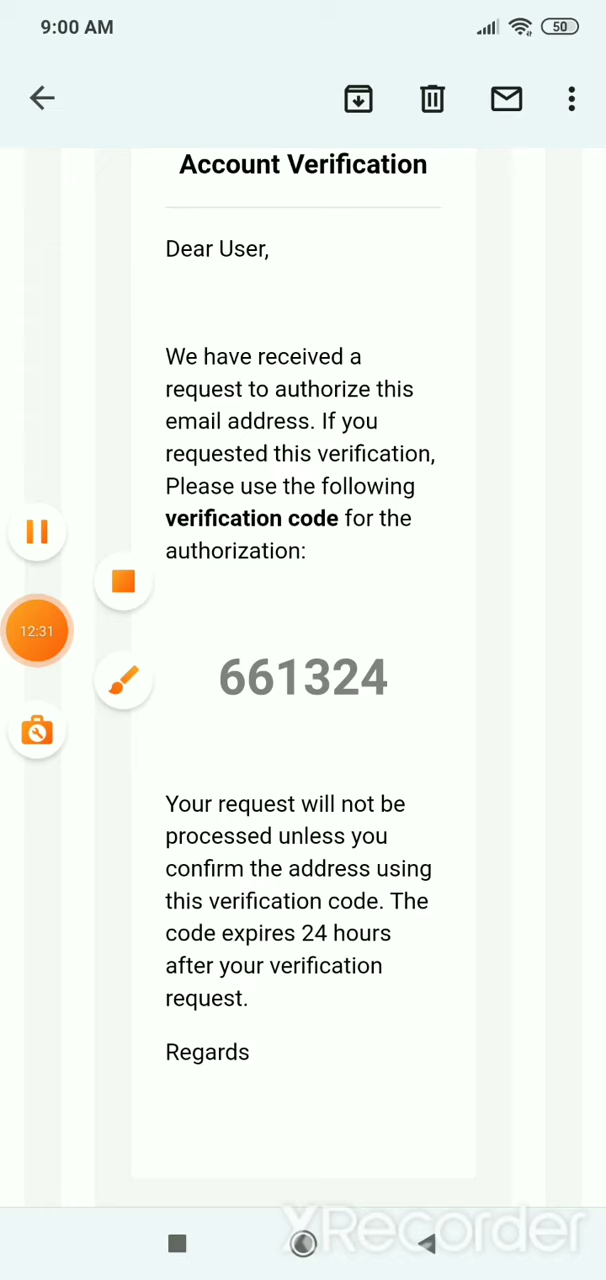 9:00 AM
50
Account Verification
Dear User,
We have received a
request to authorize this
email address. If you
requested this verification,
Please use the following
verification code for the
authorization:
12:31
661324
Your request will not be
processed unless you
confirm the address using
this verification code. The
code expires 24 hours
after your verification
request.
Regards
XRecorder